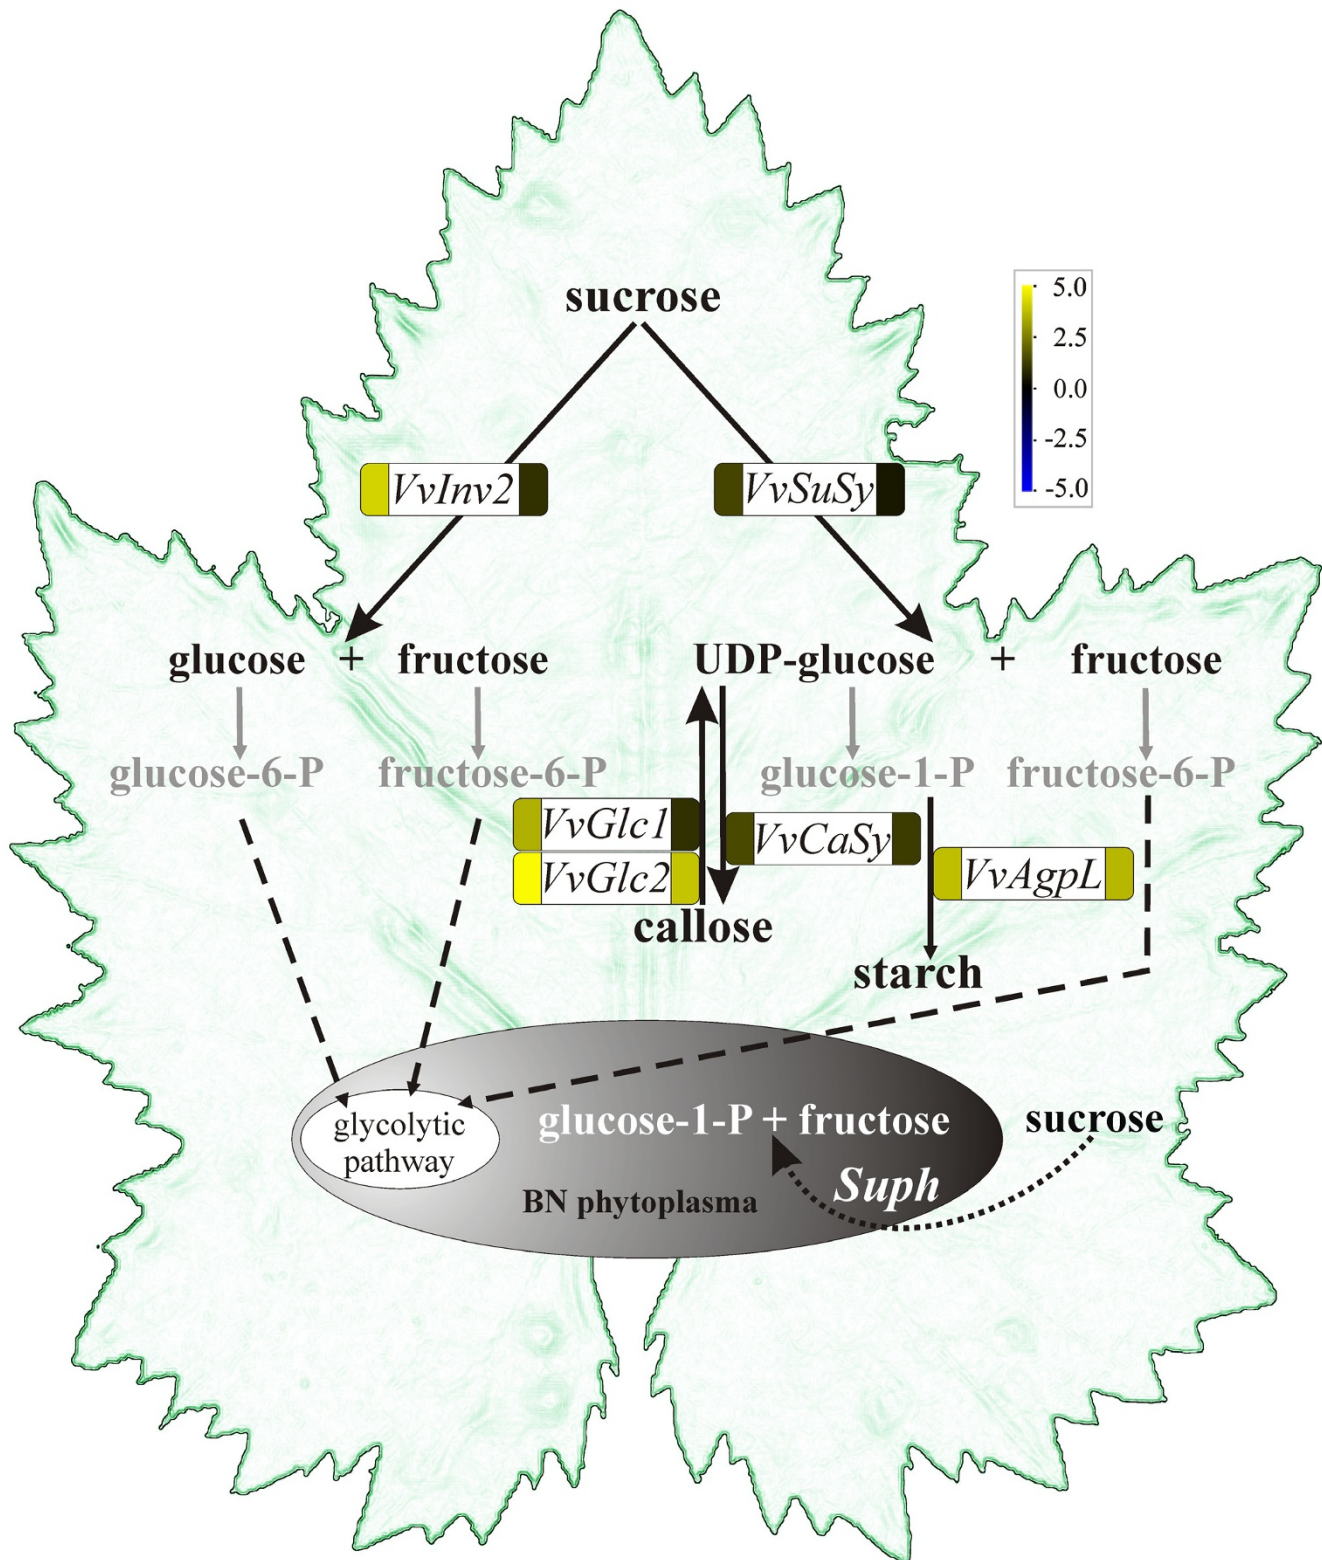 sucrose
5.0
2.5
0.0
-2.5
-5.0
VvInv2
VvSuSy
glucose + fructose
UDP-glucose + fructose
glucose-6-P
fructose-6-P
glucose-1-P
fructose-6-P
VvGlc1
VvGlc2
VvCaSy
VvAgpL
callose
starch
glycolytic
pathway
glucose-1-P + fructose
sucrose
Suph
BN phytoplasma